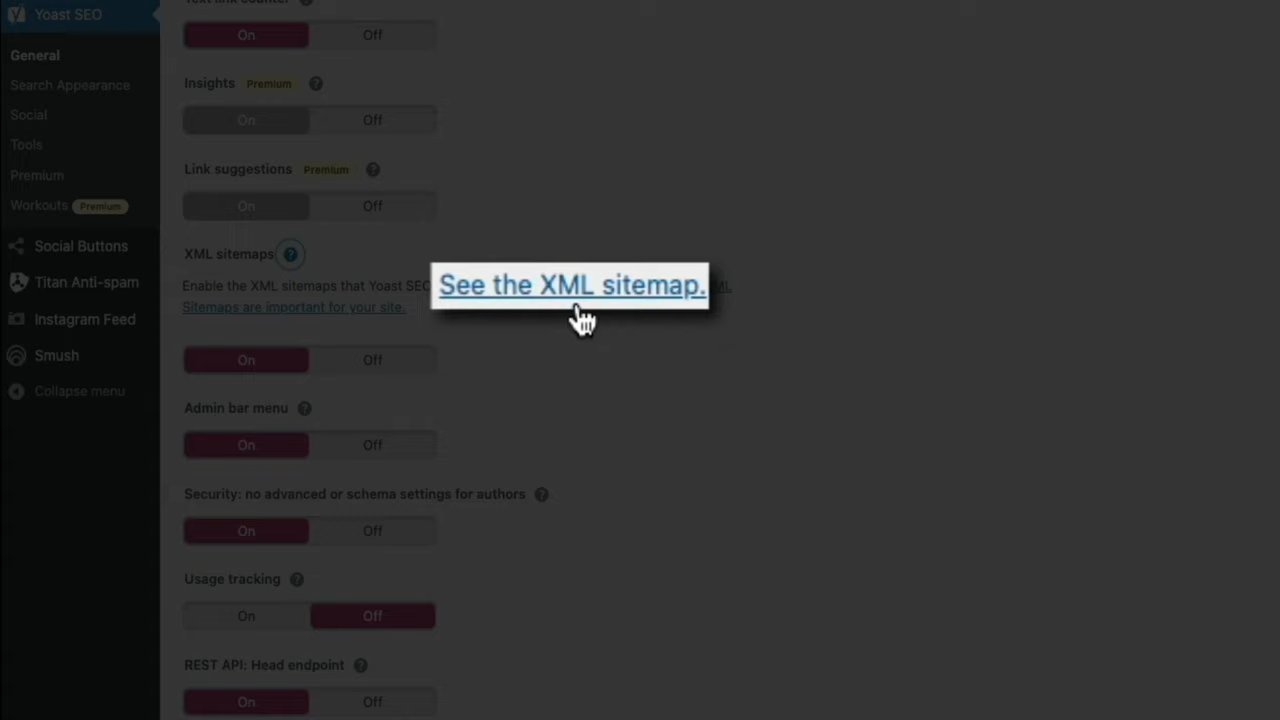 Yoast SEO
General
Search Appearance
Social
Tools
Premium
Workouts Premium
Social Buttons
Titan Anti-spam
Instagram Feed
Smush
Collapse menu
Text link counter ?
On Off
Insights Premium ?
On Off
Link suggestions Premium ?
On Off
XML sitemaps ?
Enable the XML sitemaps that Yoast SEO
See the XML sitemap.
Sitemaps are important for your site.
On Off
Admin bar menu ?
On Off
Security: no advanced or schema settings for authors ?
On Off
Usage tracking ?
On Off
REST API: Head endpoint ?
On Off